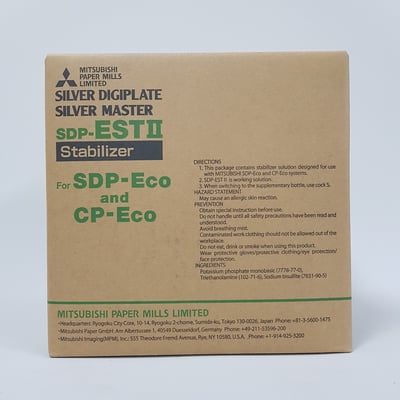 MITSUBISHI
PAPER MILLS
LIMITED
SILVER DIGIPLATE
SILVER MASTER
SDP-ESTII
Stabilizer
For SDP-Eco
and
CP-Eco
DIRECTIONS
1. This package contains stabilizer solution designed for use
with MITSUBISHI SDP-Eco and CP-Eco systems.
2. SDP-EST II is working solution.
3. When switching to the supplementary bottle, use cock S.
HAZARD STATEMENT
May cause an allergic skin reaction.
PREVENTION
Obtain special instruction before use.
Do not handle until all safety precautions have been read and
understood.
Avoid breathing mist.
Contaminated work clothing should not be allowed out of the
workplace.
Do not eat, drink or smoke when using this product.
Wear protective gloves/protective clothing/eye protection/
face protection.
INGREDIENTS
Potassium phosphate monobasic (7778-77-0),
Triethanolamine (102-71-6), Sodium bisulfite (7631-90-5)
MITSUBISHI PAPER MILLS LIMITED
•Headquarters: Ryogoku City Core, 10-14, Ryogoku 2-chome, Sumida-ku, Tokyo 130-0026, Japan Phone: +81-3-5600-1475
•Mitsubishi Paper GmbH: Am Albertussee 1, 40549 Duesseldorf, Germany Phone: +49-211-53596-200
•Mitsubishi Imaging(MPM), Inc.: 555 Theodore Fremd Avenue, Rye, NY 10580, U.S.A. Phone: +1-914-925-3200